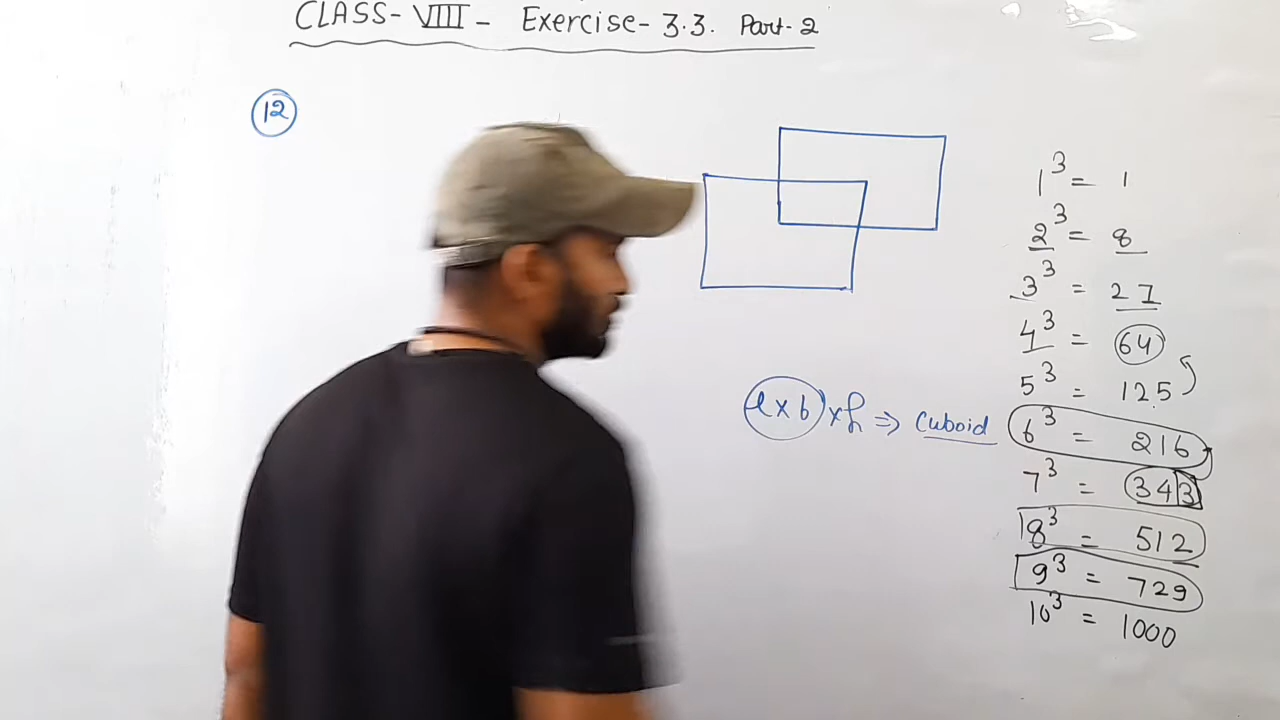 CLASS-VIII- Exercise-3.3. Part-2
12
1³ = 1
2³ = 8
3³ = 27
4³ = 64
5³ = 125
l×b×h ⇒ Cuboid
6³ = 216
7³ = 343
8³ = 512
9³ = 729
10³ = 1000